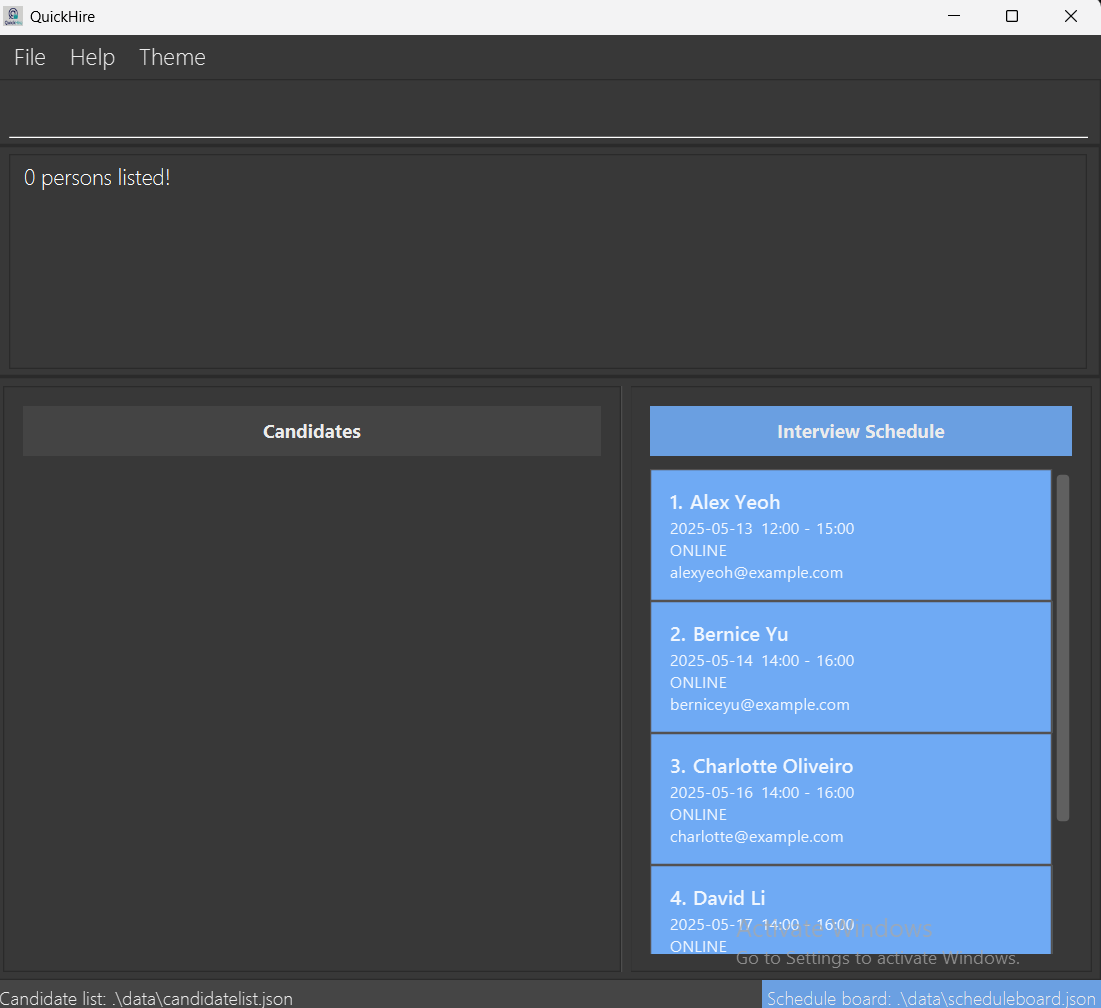 QuickHire
File Help Theme
0 persons listed!
Candidates
Interview Schedule
1. Alex Yeoh
2025-05-13 12:00 - 15:00
ONLINE
alexyeoh@example.com
2. Bernice Yu
2025-05-14 14:00 - 16:00
ONLINE
berniceyu@example.com
3. Charlotte Oliveiro
2025-05-16 14:00 - 16:00
ONLINE
charlotte@example.com
4. David Li
2025-05-17 14:00 - 16:00
ONLINE
Activate Windows
Go to Settings to activate Windows.
Candidate list: .\data\candidatelist.json
Schedule board: .\data\scheduleboard.json